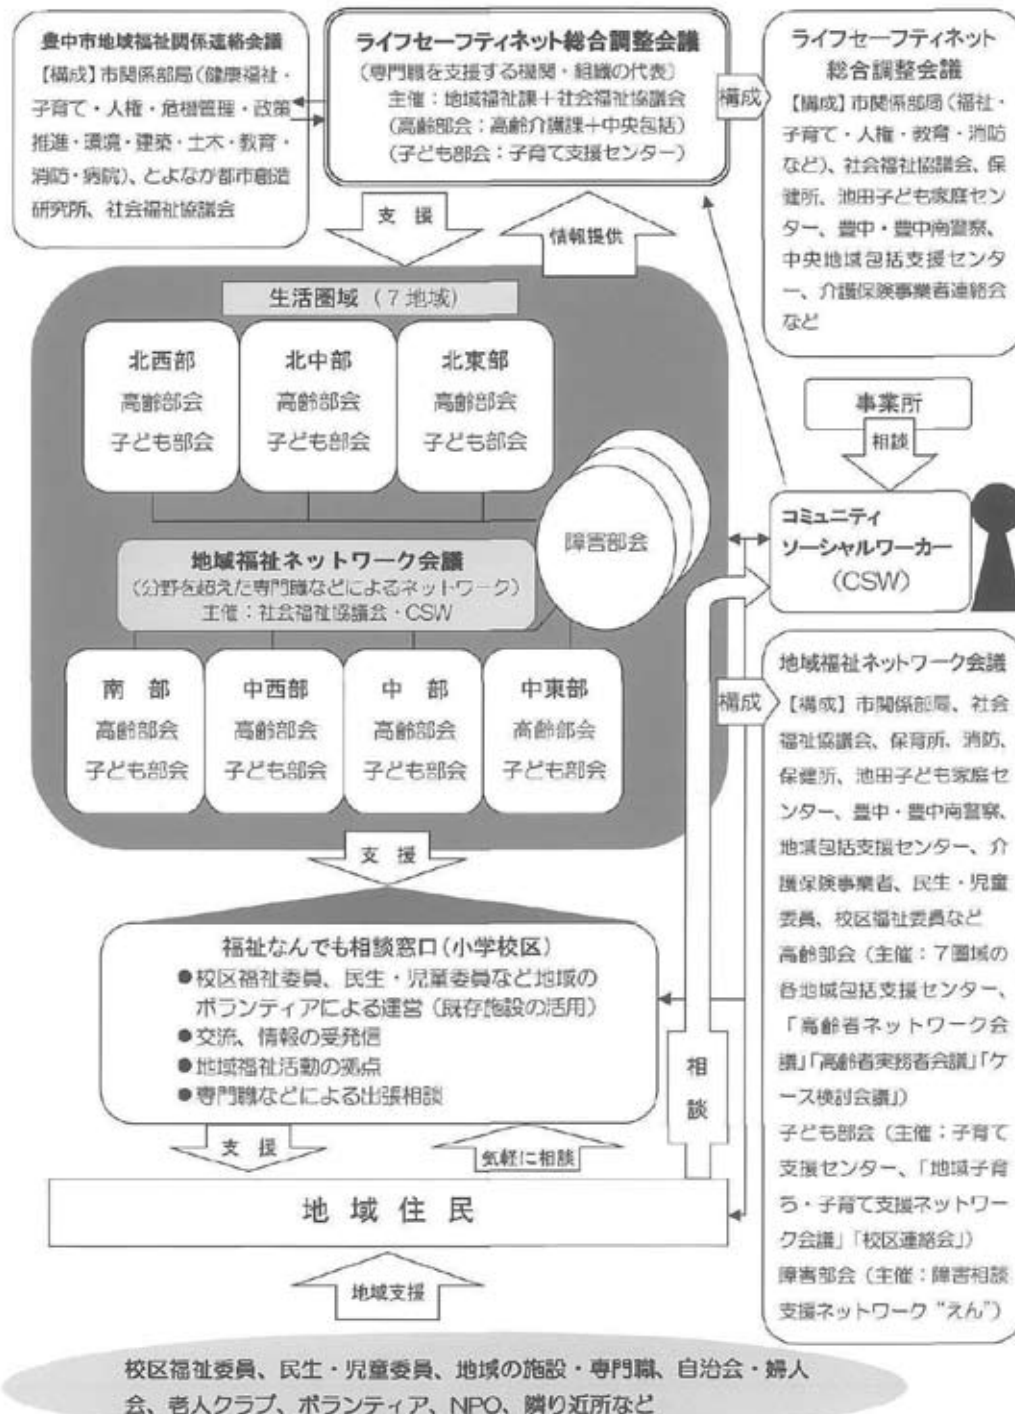 豊中市地域福祉関係連絡会議
【構成】市関係部局（健康福祉・
子育て・人権・危機管理・政策
推進・環境・建築・土木・教育・
消防・病院）、とよなか都市創造
研究所、社会福祉協議会
ライフセーフティネット総合調整会議
（専門職を支援する機関・組織の代表）
主催：地域福祉課＋社会福祉協議会
（高齢部会：高齢介護課＋中央包括）
（子ども部会：子育て支援センター）
構成
ライフセーフティネット
総合調整会議
【構成】市関係部局（福祉・
子育て・人権・教育・消防
など）、社会福祉協議会、保
健所、池田子ども家庭セン
ター、豊中・豊中南警察、
中央地域包括支援センタ
ー、介護保険事業者連絡会
など
支 援
情報提供
生活圏域（７地域）
北西部
高齢部会
子ども部会
北中部
高齢部会
子ども部会
北東部
高齢部会
子ども部会
障害部会
地域福祉ネットワーク会議
（分野を超えた専門職などによるネットワーク）
主催：社会福祉協議会・CSW
南 部
高齢部会
子ども部会
中西部
高齢部会
子ども部会
中 部
高齢部会
子ども部会
中東部
高齢部会
子ども部会
事業所
相談
コミュニティ
ソーシャルワーカー
（CSW）
構成
地域福祉ネットワーク会議
【構成】市関係部局、社会
福祉協議会、保育所、消防、
保健所、池田子ども家庭セ
ンター、豊中・豊中南警察、
地域包括支援センター、介
護保険事業者、民生・児童
委員、校区福祉委員など
高齢部会（主催：７圏域の
各地域包括支援センター、
「高齢者ネットワーク会
議」「高齢者実務者会議」「ケ
ース検討会議」）
子ども部会（主催：子育て
支援センター、「地域子育
ち・子育て支援ネットワー
ク会議」「校区連絡会」）
障害部会（主催：障害相談
支援ネットワーク“えん”）
支 援
福祉なんでも相談窓口（小学校区）
●校区福祉委員、民生・児童委員など地域の
ボランティアによる運営（既存施設の活用）
●交流、情報の受発信
●地域福祉活動の拠点
●専門職などによる出張相談
相談
支 援
気軽に相談
地 域 住 民
地域支援
校区福祉委員、民生・児童委員、地域の施設・専門職、自治会・婦人
会、老人クラブ、ボランティア、NPO、隣り近所など